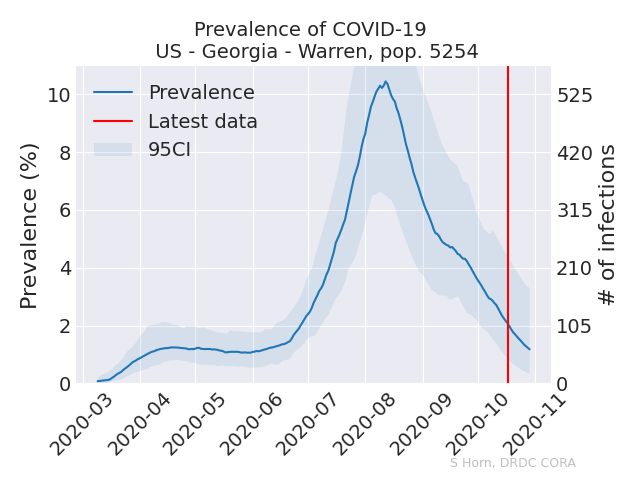 Prevalence of COVID-19
US - Georgia - Warren, pop. 5254
Prevalence
Latest data
95CI
Prevalence (%)
10
8
6
4
2
0
# of infections
525
420
315
210
105
0
2020-03
2020-04
2020-05
2020-06
2020-07
2020-08
2020-09
2020-10
2020-11
S Horn, DRDC CORA